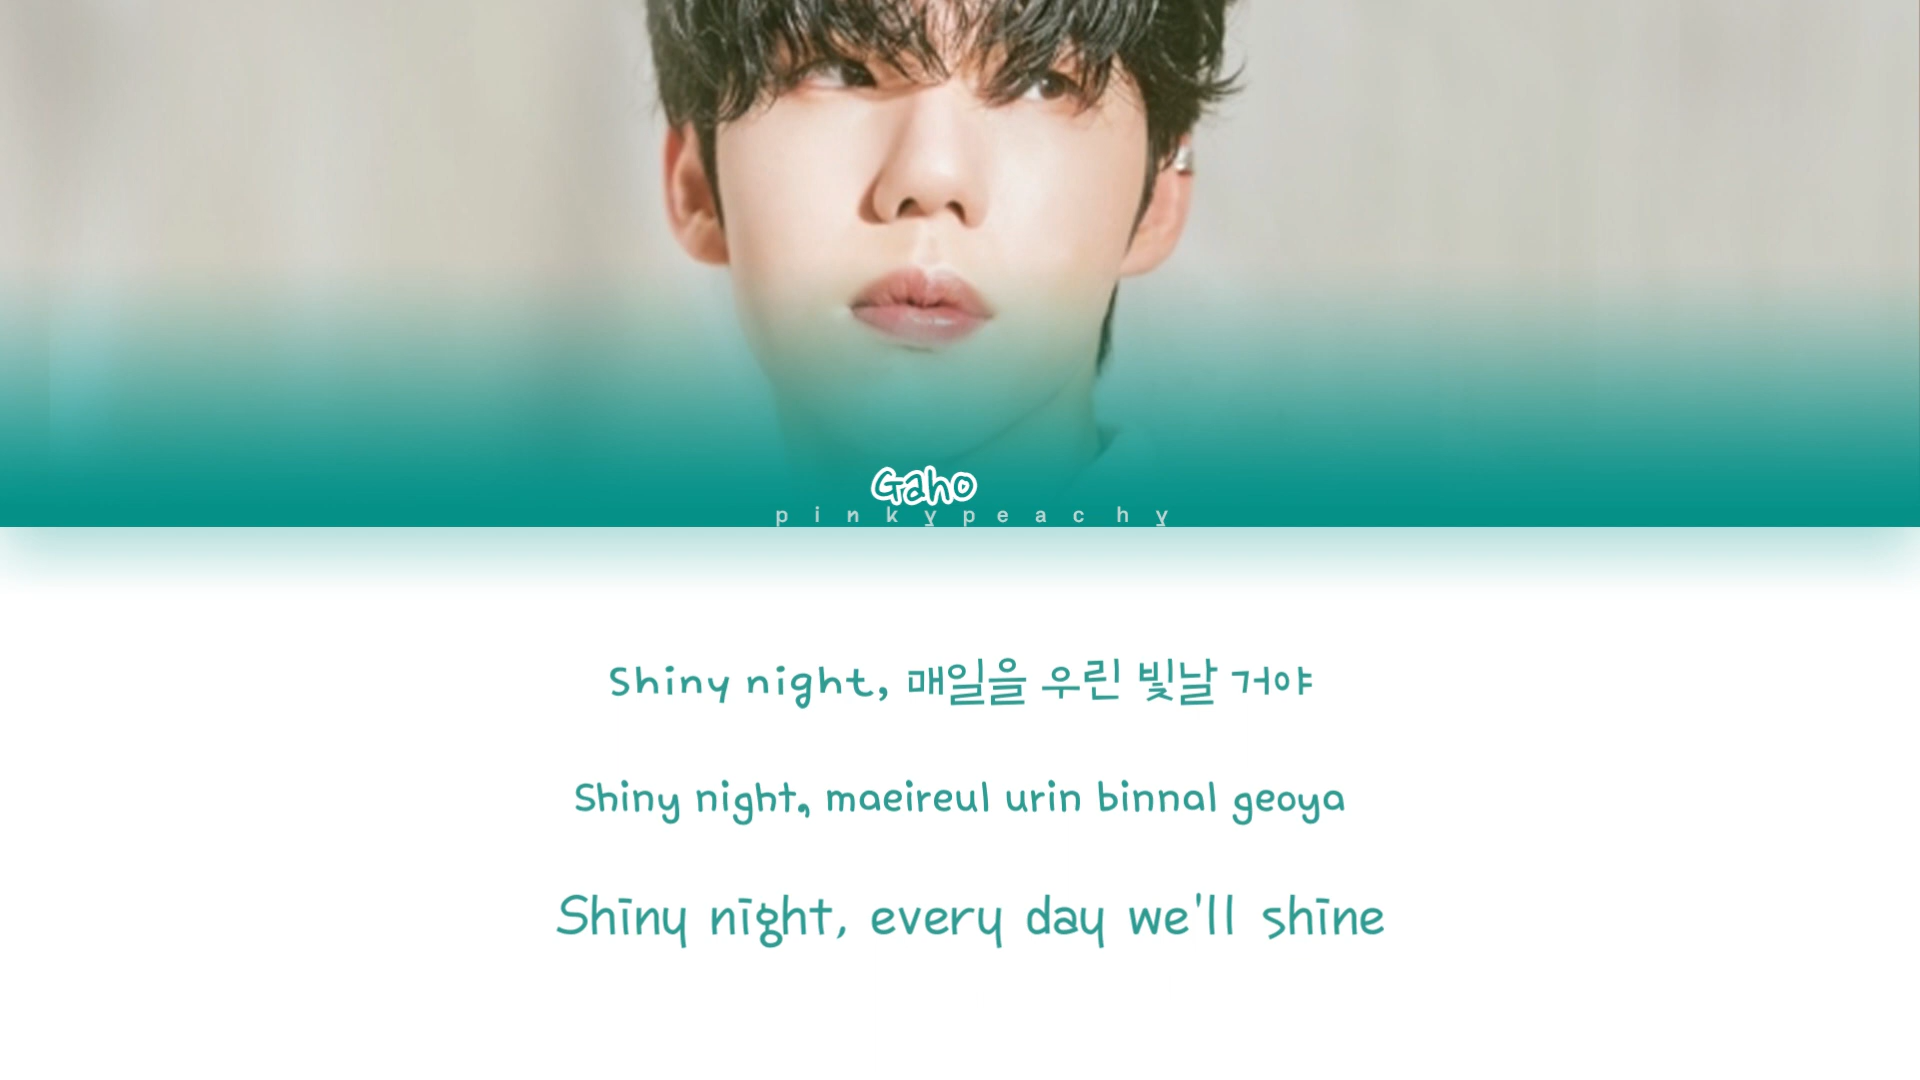 Gaho
pinkypeachy
Shiny night, 매일을 우린 빛날 거야
Shiny night, maeireul urin binnal geoya
Shiny night, every day we'll shine